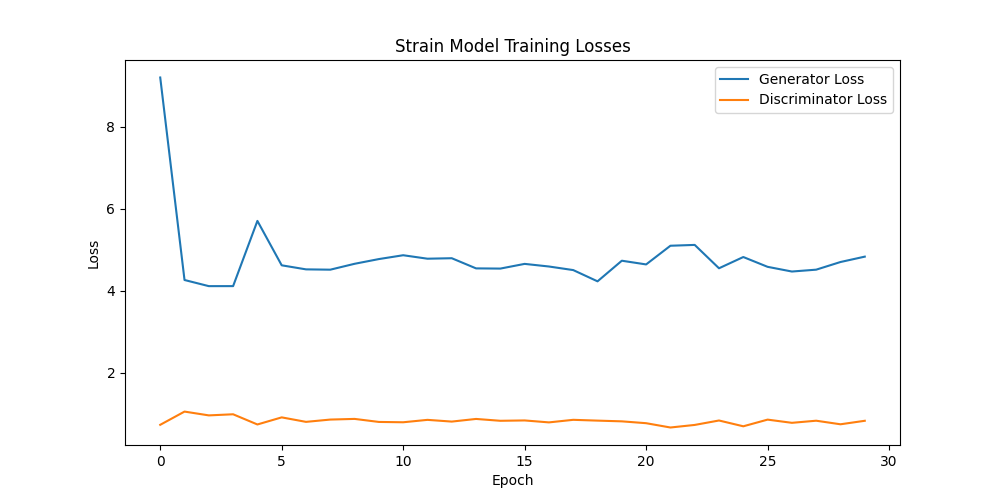 Strain Model Training Losses
Generator Loss
Discriminator Loss
Loss
8
6
4
2
0 5 10 15 20 25 30
Epoch